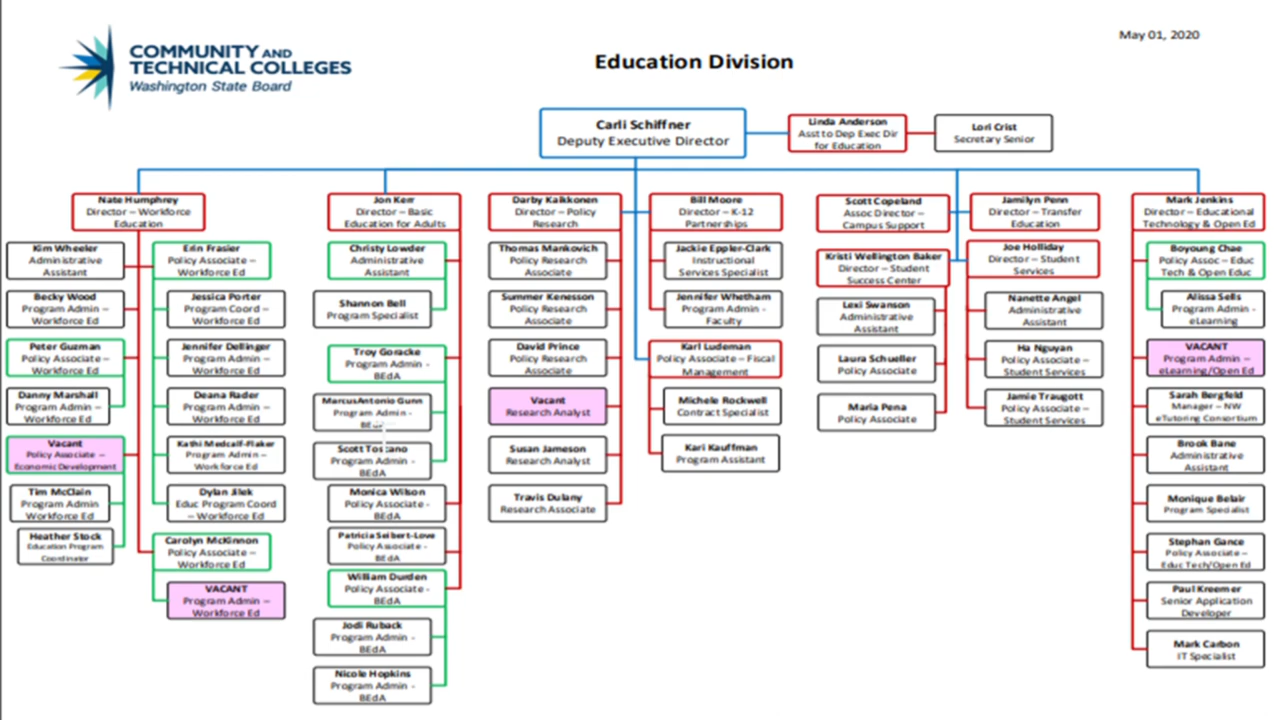 May 01, 2020
COMMUNITY AND
TECHNICAL COLLEGES
Washington State Board
Education Division
Carli Schiffner
Deputy Executive Director
Linda Anderson
Asst to Dep Exec Dir
for Education
Lori Crist
Secretary Senior
Nate Humphrey
Director – Workforce
Education
Kim Wheeler
Administrative
Assistant
Becky Wood
Program Admin –
Workforce Ed
Peter Guzman
Policy Associate –
Workforce Ed
Danny Marshall
Program Admin –
Workforce Ed
Vacant
Policy Associate –
Economic Development
Tim McClain
Program Admin
Workforce Ed
Heather Stock
Education Program
Coordinator
Erin Frasier
Policy Associate –
Workforce Ed
Jessica Porter
Program Coord –
Workforce Ed
Jennifer Dellinger
Program Admin –
Workforce Ed
Deana Rader
Program Admin –
Workforce Ed
Kathi Medcalf-Flaker
Program Admin –
Workforce Ed
Dylan Jilek
Educ Program Coord
– Workforce Ed
Carolyn McKinnon
Policy Associate –
Workforce Ed
VACANT
Program Admin –
Workforce Ed
Jon Kerr
Director – Basic
Education for Adults
Christy Lowder
Administrative
Assistant
Shannon Bell
Program Specialist
Troy Goracke
Program Admin -
BEdA
MarcusAntonio Gunn
Program Admin -
BEdA
Scott Toscano
Program Admin -
BEdA
Monica Wilson
Policy Associate -
BEdA
Patricia Seibert-Love
Policy Associate -
BEdA
William Durden
Policy Associate -
BEdA
Jodi Ruback
Program Admin -
BEdA
Nicole Hopkins
Program Admin -
BEdA
Darby Kaikkonen
Director – Policy
Research
Thomas Mankovich
Policy Research
Associate
Summer Kenesson
Policy Research
Associate
David Prince
Policy Research
Associate
Vacant
Research Analyst
Susan Jameson
Research Analyst
Travis Dulany
Research Associate
Bill Moore
Director – K-12
Partnerships
Jackie Eppler-Clark
Instructional
Services Specialist
Jennifer Whetham
Program Admin -
Faculty
Karl Ludeman
Policy Associate – Fiscal
Management
Michele Rockwell
Contract Specialist
Kari Kauffman
Program Assistant
Scott Copeland
Assoc Director –
Campus Support
Kristi Wellington Baker
Director – Student
Success Center
Lexi Swanson
Administrative
Assistant
Laura Schueller
Policy Associate
Maria Pena
Policy Associate
Jamilyn Penn
Director – Transfer
Education
Joe Holliday
Director – Student
Services
Nanette Angel
Administrative
Assistant
Ha Nguyan
Policy Associate –
Student Services
Jamie Traugott
Policy Associate –
Student Services
Mark Jenkins
Director – Educational
Technology & Open Ed
Boyoung Chae
Policy Assoc – Educ
Tech & Open Educ
Alissa Sells
Program Admin -
eLearning
VACANT
Program Admin –
eLearning/Open Ed
Sarah Bergfeld
Manager – NW
eTutoring Consortium
Brook Bane
Administrative
Assistant
Monique Belair
Program Specialist
Stephan Gance
Policy Associate –
Educ Tech/Open Ed
Paul Kreemer
Senior Application
Developer
Mark Carbon
IT Specialist